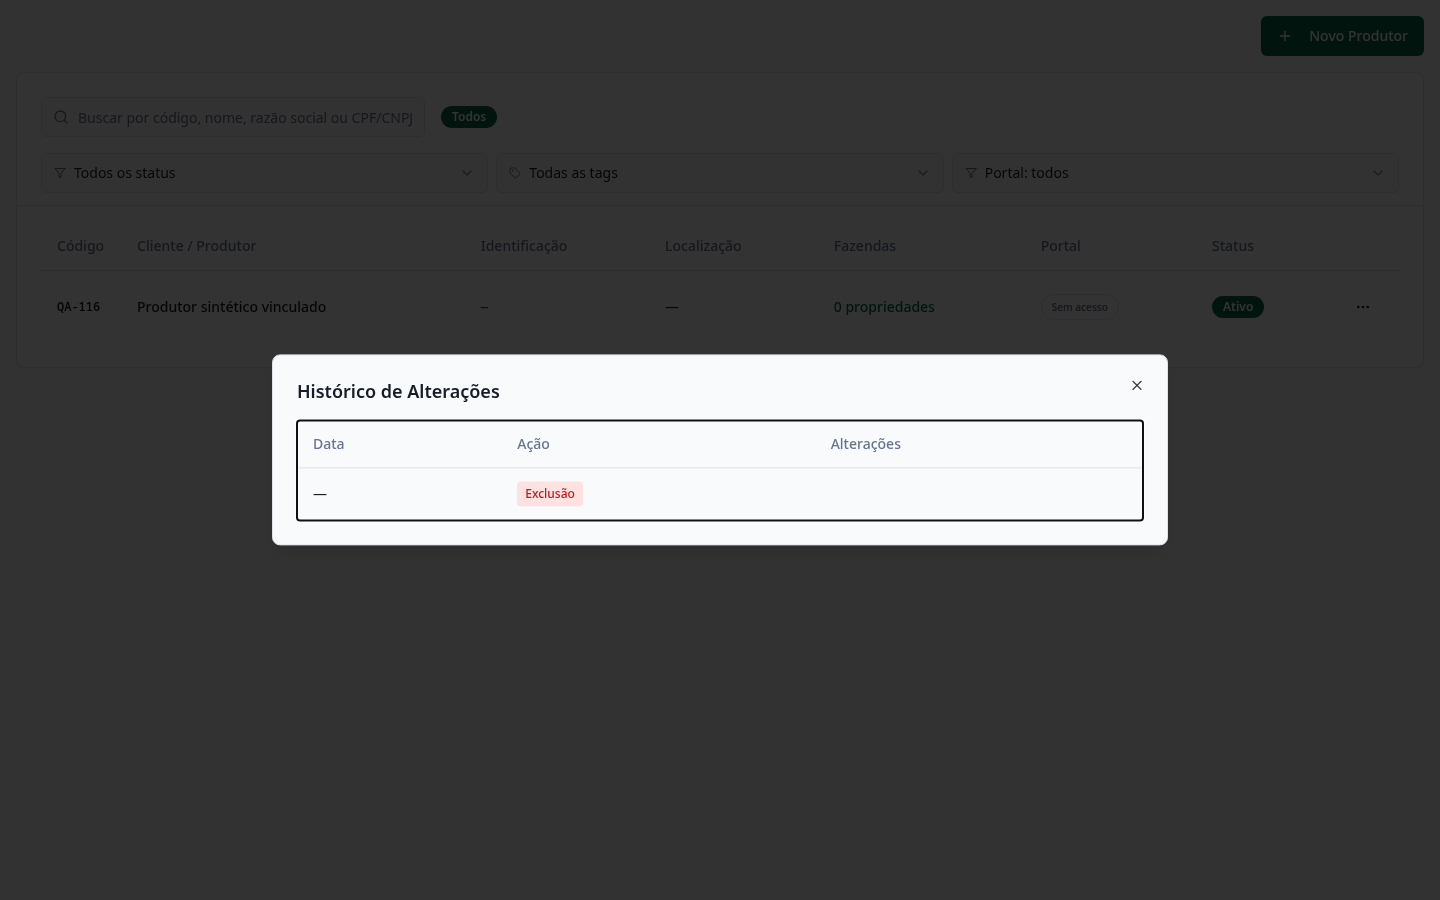 Novo Produtor
Buscar por código, nome, razão social ou CPF/CNPJ
Todos
Todos os status
Todas as tags
Portal: todos
Código Cliente / Produtor Identificação Localização Fazendas Portal Status
QA-116 Produtor sintético vinculado – — 0 propriedades Sem acesso Ativo ...
Histórico de Alterações
Data Ação Alterações
— Exclusão